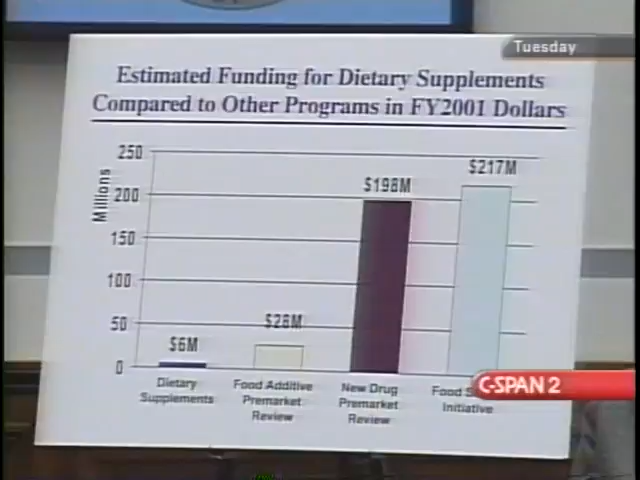 Tuesday
Estimated Funding for Dietary Supplements
Compared to Other Programs in FY2001 Dollars
Millions
250
200
150
100
50
0
$6M
$28M
$198M
$217M
Dietary
Supplements
Food Additive
Premarket
Review
New Drug
Premarket
Review
Food
Initiative
C-SPAN 2